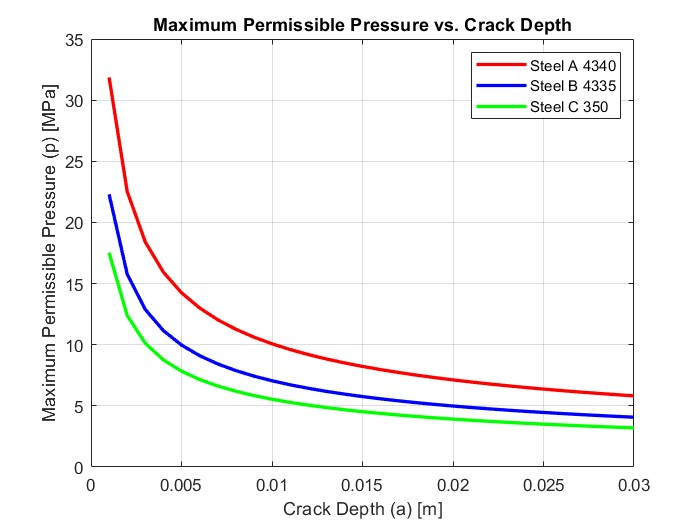 Maximum Permissible Pressure vs. Crack Depth
35
30
25
20
15
10
5
0
Maximum Permissible Pressure (p) [MPa]
Steel A 4340
Steel B 4335
Steel C 350
0 0.005 0.01 0.015 0.02 0.025 0.03
Crack Depth (a) [m]